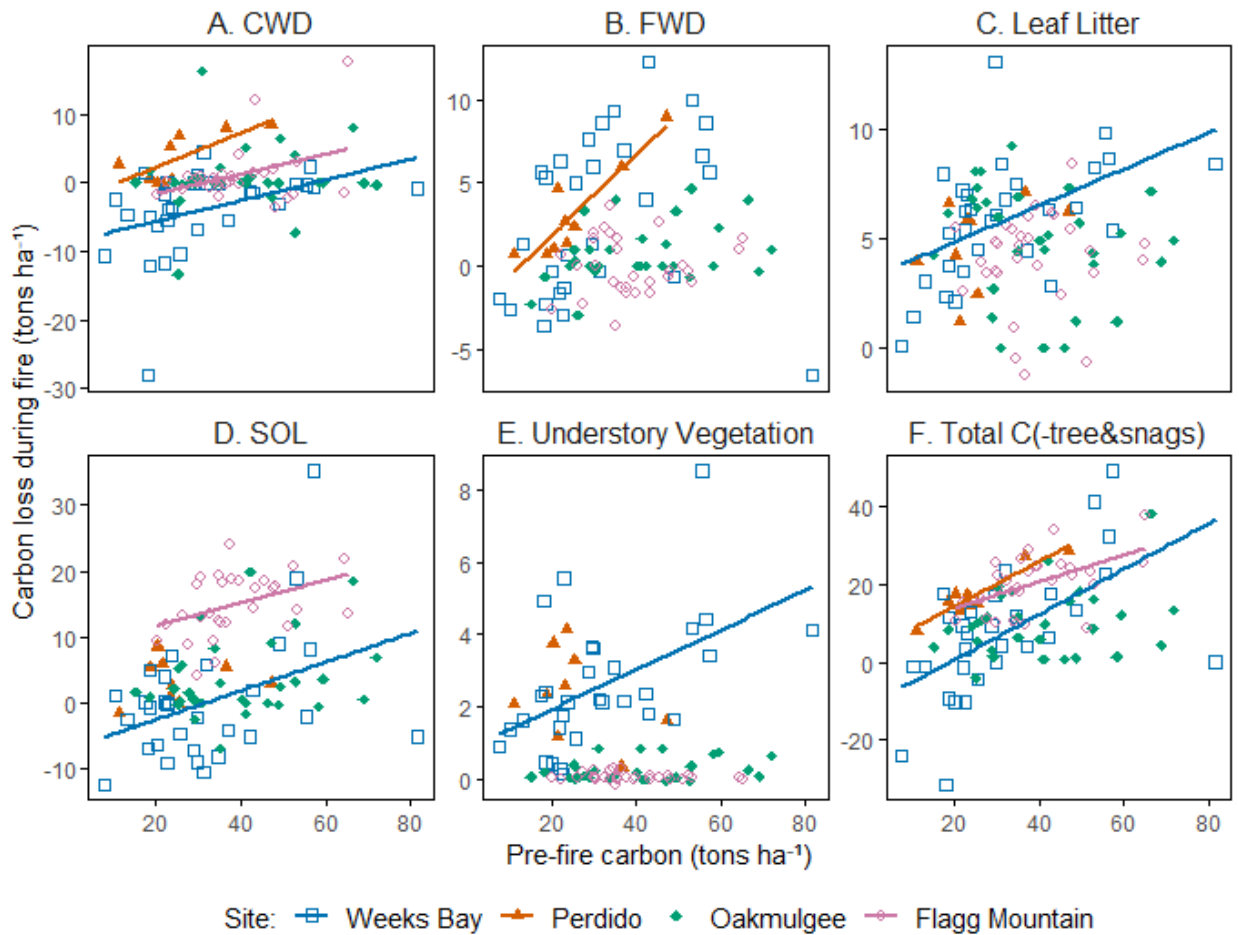 A. CWD
B. FWD
C. Leaf Litter
10
0
-10
-20
-30
10
5
0
-5
10
5
0
Carbon loss during fire (tons ha⁻¹)
D. SOL
E. Understory Vegetation
F. Total C(-tree&snags)
30
20
10
0
-10
8
6
4
2
0
40
20
0
-20
20 40 60 80
20 40 60 80
20 40 60 80
Pre-fire carbon (tons ha⁻¹)
Site: Weeks Bay Perdido Oakmulgee Flagg Mountain